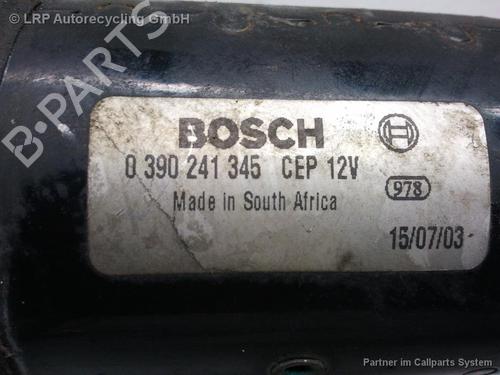 LRP Autorecycling GmbH
B-PARTS
BOSCH
0 390 241 345 CEP 12V
978
Made in South Africa
15/07/03
Partner im Callparts System